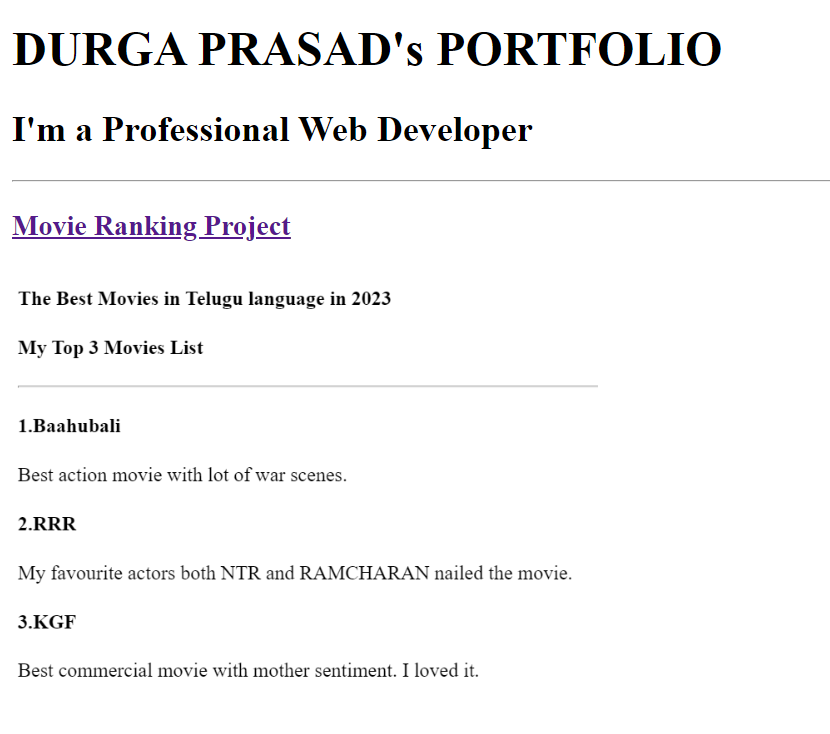 DURGA PRASAD's PORTFOLIO
I'm a Professional Web Developer
Movie Ranking Project
The Best Movies in Telugu language in 2023
My Top 3 Movies List
1.Baahubali
Best action movie with lot of war scenes.
2.RRR
My favourite actors both NTR and RAMCHARAN nailed the movie.
3.KGF
Best commercial movie with mother sentiment. I loved it.